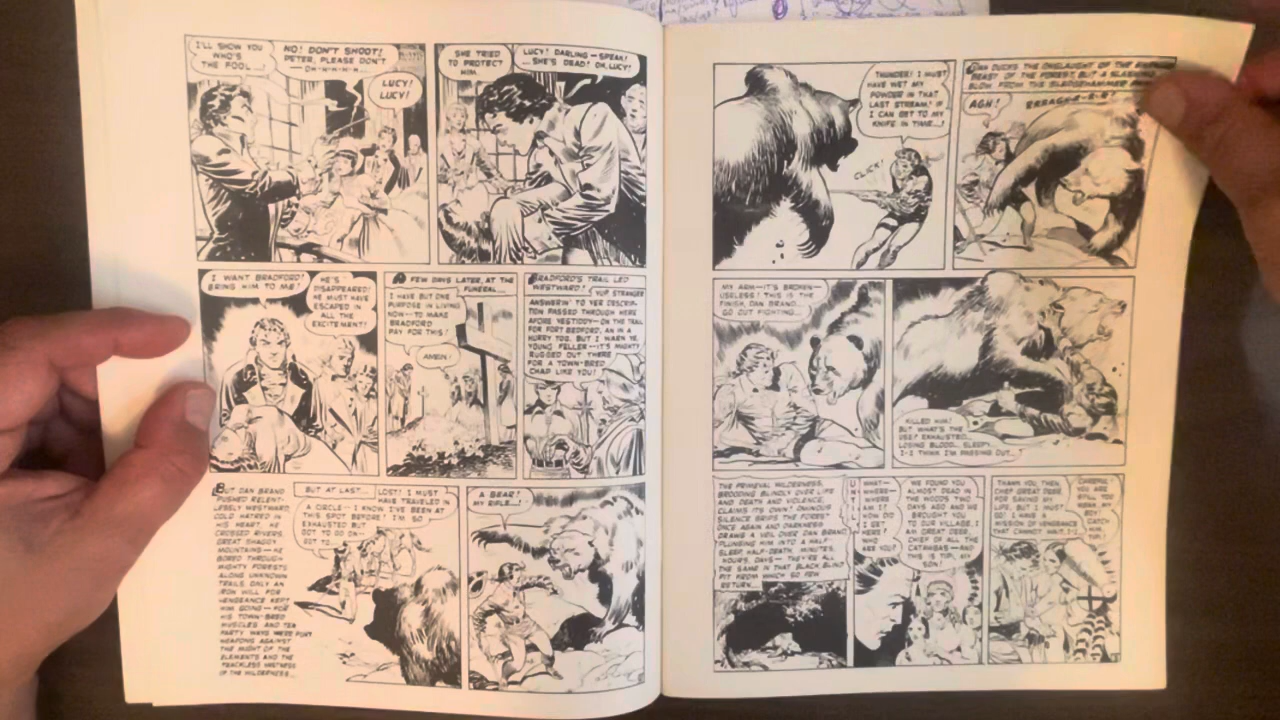 I'LL SHOW YOU
WHO'S
THE FOOL...!
NO! DON'T SHOOT!
PETER, PLEASE DON'T
LUCY!
LUCY!
SHE TRIED
TO PROTECT
HIM.
LUCY! DARLING—SPEAK!
...SHE'S DEAD! OH, LUCY!
I WANT BRADFORD!
BRING HIM TO ME!
HE'S
DISAPPEARED!
HE MUST HAVE
ESCAPED IN
ALL THE
EXCITEMENT!
A FEW DAYS LATER, AT THE
FUNERAL...
I HAVE BUT ONE
PURPOSE IN LIVING
NOW—TO MAKE
BRADFORD
PAY FOR THIS!
AMEN!
BRADFORD'S TRAIL LED
WESTWARD!
YUP STRANGER
ANSWERIN' TO YER DESCRIP-
TION PASSED THROUGH HERE
AFORE YESTIDDY—ON THE TRAIL
FOR FORT BEDFORD, AN IN A
HURRY TOO. BUT I WARN YE,
YOUNG FELLER—IT'S MIGHTY
RUGGED OUT THERE
FOR A TOWN-BRED
CHAP LIKE YOU!
BUT DAN BRAND
PUSHED RELENT-
LESSLY WESTWARD,
COLD HATRED IN
HIS HEART. HE
CROSSED RIVERS,
GREAT SHAGGY
MOUNTAINS—HE
BORED THROUGH
MIGHTY FORESTS
ALONG UNKNOWN
TRAILS. ONLY AN
IRON WILL FOR
VENGEANCE KEPT
HIM GOING—FOR
HIS TOWN-BRED
MUSCLES AND TEA
PARTY WAYS WERE PUNY
WEAPONS AGAINST
THE MIGHT OF THE
ELEMENTS AND THE
TRACKLESS VASTNESS
OF THE WILDERNESS...
BUT AT LAST...
LOST! I MUST
HAVE TRAVELED IN
A CIRCLE—I KNOW I'VE BEEN AT
THIS SPOT BEFORE! I'M SO
EXHAUSTED BUT
GOT TO GO ON—
GOT TO...
A BEAR!
MY RIFLE...!
THUNDER! I MUST
HAVE WET MY
POWDER IN THAT
LAST STREAM! IF
I CAN GET TO MY
KNIFE IN TIME...!
CLICK!
DAN DUCKS THE ONSLAUGHT OF THE
BEAST OF THE FOREST, BUT A SLASHING
BLOW FROM THE SLEDGEHAMMER
AGH!
MY ARM—IT'S BROKEN—
USELESS! THIS IS THE
FINISH, DAN BRAND...
GO OUT FIGHTING...
KILLED HIM!
BUT WHAT'S THE
USE? EXHAUSTED...
LOSING BLOOD... SLEEPY.
I-I THINK I'M PASSING OUT...
THE PRIMEVAL WILDERNESS,
BROODING BLINDLY OVER LIFE
AND DEATH AND VIOLENCE,
CLAIMS ITS OWN! OMINOUS
SILENCE GRIPS THE FOREST
ONCE AGAIN AND DARKNESS
DRAWS A VEIL OVER DAN BRAND
PLUNGING HIM INTO A HALF-
SLEEP, HALF-DEATH. MINUTES,
HOURS, DAYS—THEY'RE ALL
THE SAME IN THAT BLACK BLIND
PIT FROM WHICH SO FEW
RETURN...
WHAT—
WHERE—
WHERE
AM I?
HOW DID
I GET
HERE?
WHO
ARE YOU?
WE FOUND YOU
ALMOST DEAD IN
THE WOODS TWO
DAYS AGO AND WE
BROUGHT YOU
TO OUR VILLAGE. I
AM GREAT DEER,
CHIEF OF ALL THE
CATAWBAS—AND
THIS IS TIPI, MY
SON!
THANK YOU THEN,
CHIEF GREAT DEER,
FOR SAVING MY
LIFE, BUT I MUST
GO! I HAVE A
MISSION OF VENGEANCE
THAT CANNOT WAIT. I-I...
CAREFUL!
YOU ARE
STILL
WEAK, MY
CATCH
HIM,
TIPI!